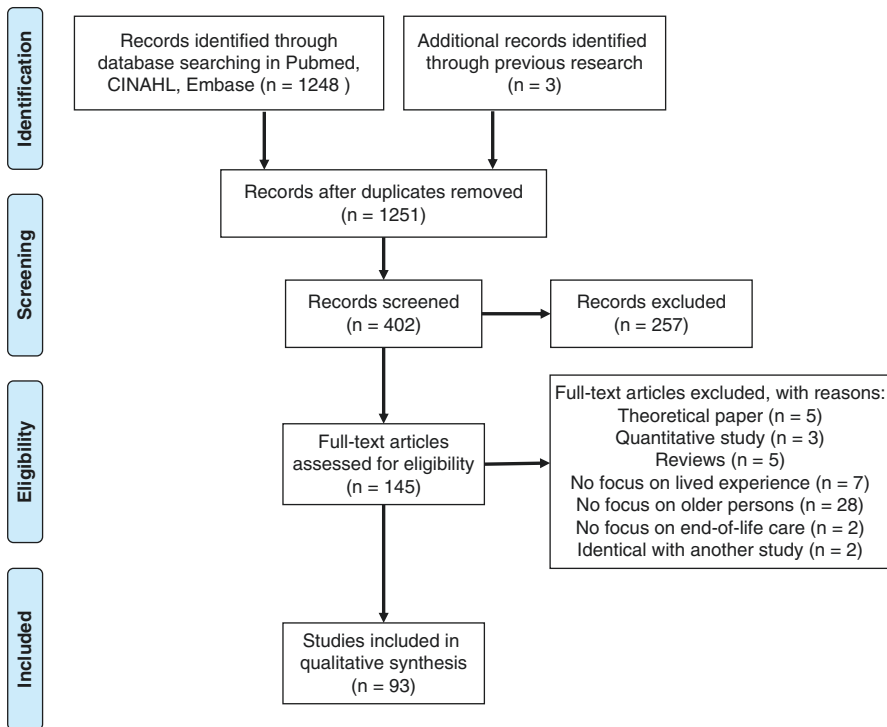 Identification
Records identified through
database searching in Pubmed,
CINAHL, Embase (n = 1248 )
Additional records identified
through previous research
(n = 3)
Screening
Records after duplicates removed
(n = 1251)
Records screened
(n = 402)
Records excluded
(n = 257)
Eligibility
Full-text articles
assessed for eligibility
(n = 145)
Full-text articles excluded, with reasons:
Theoretical paper (n = 5)
Quantitative study (n = 3)
Reviews (n = 5)
No focus on lived experience (n = 7)
No focus on older persons (n = 28)
No focus on end-of-life care (n = 2)
Identical with another study (n = 2)
Included
Studies included in
qualitative synthesis
(n = 93)